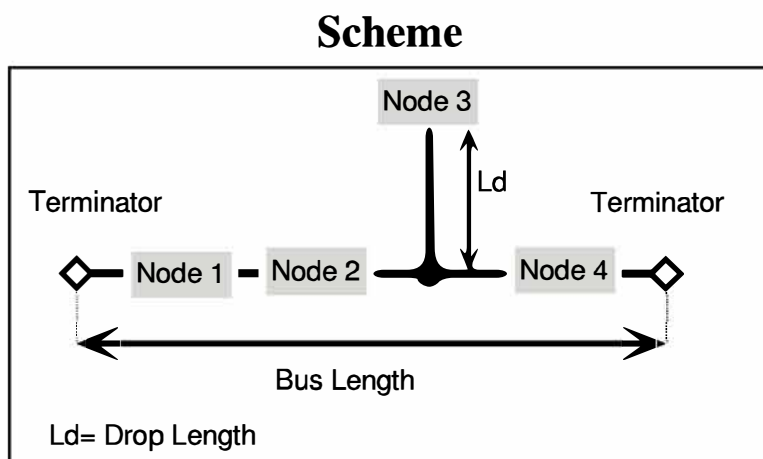 Scheme
Node 3
Ld
Terminator
Terminator
Node 1
Node 2
Node 4
Bus Length
Ld= Drop Length